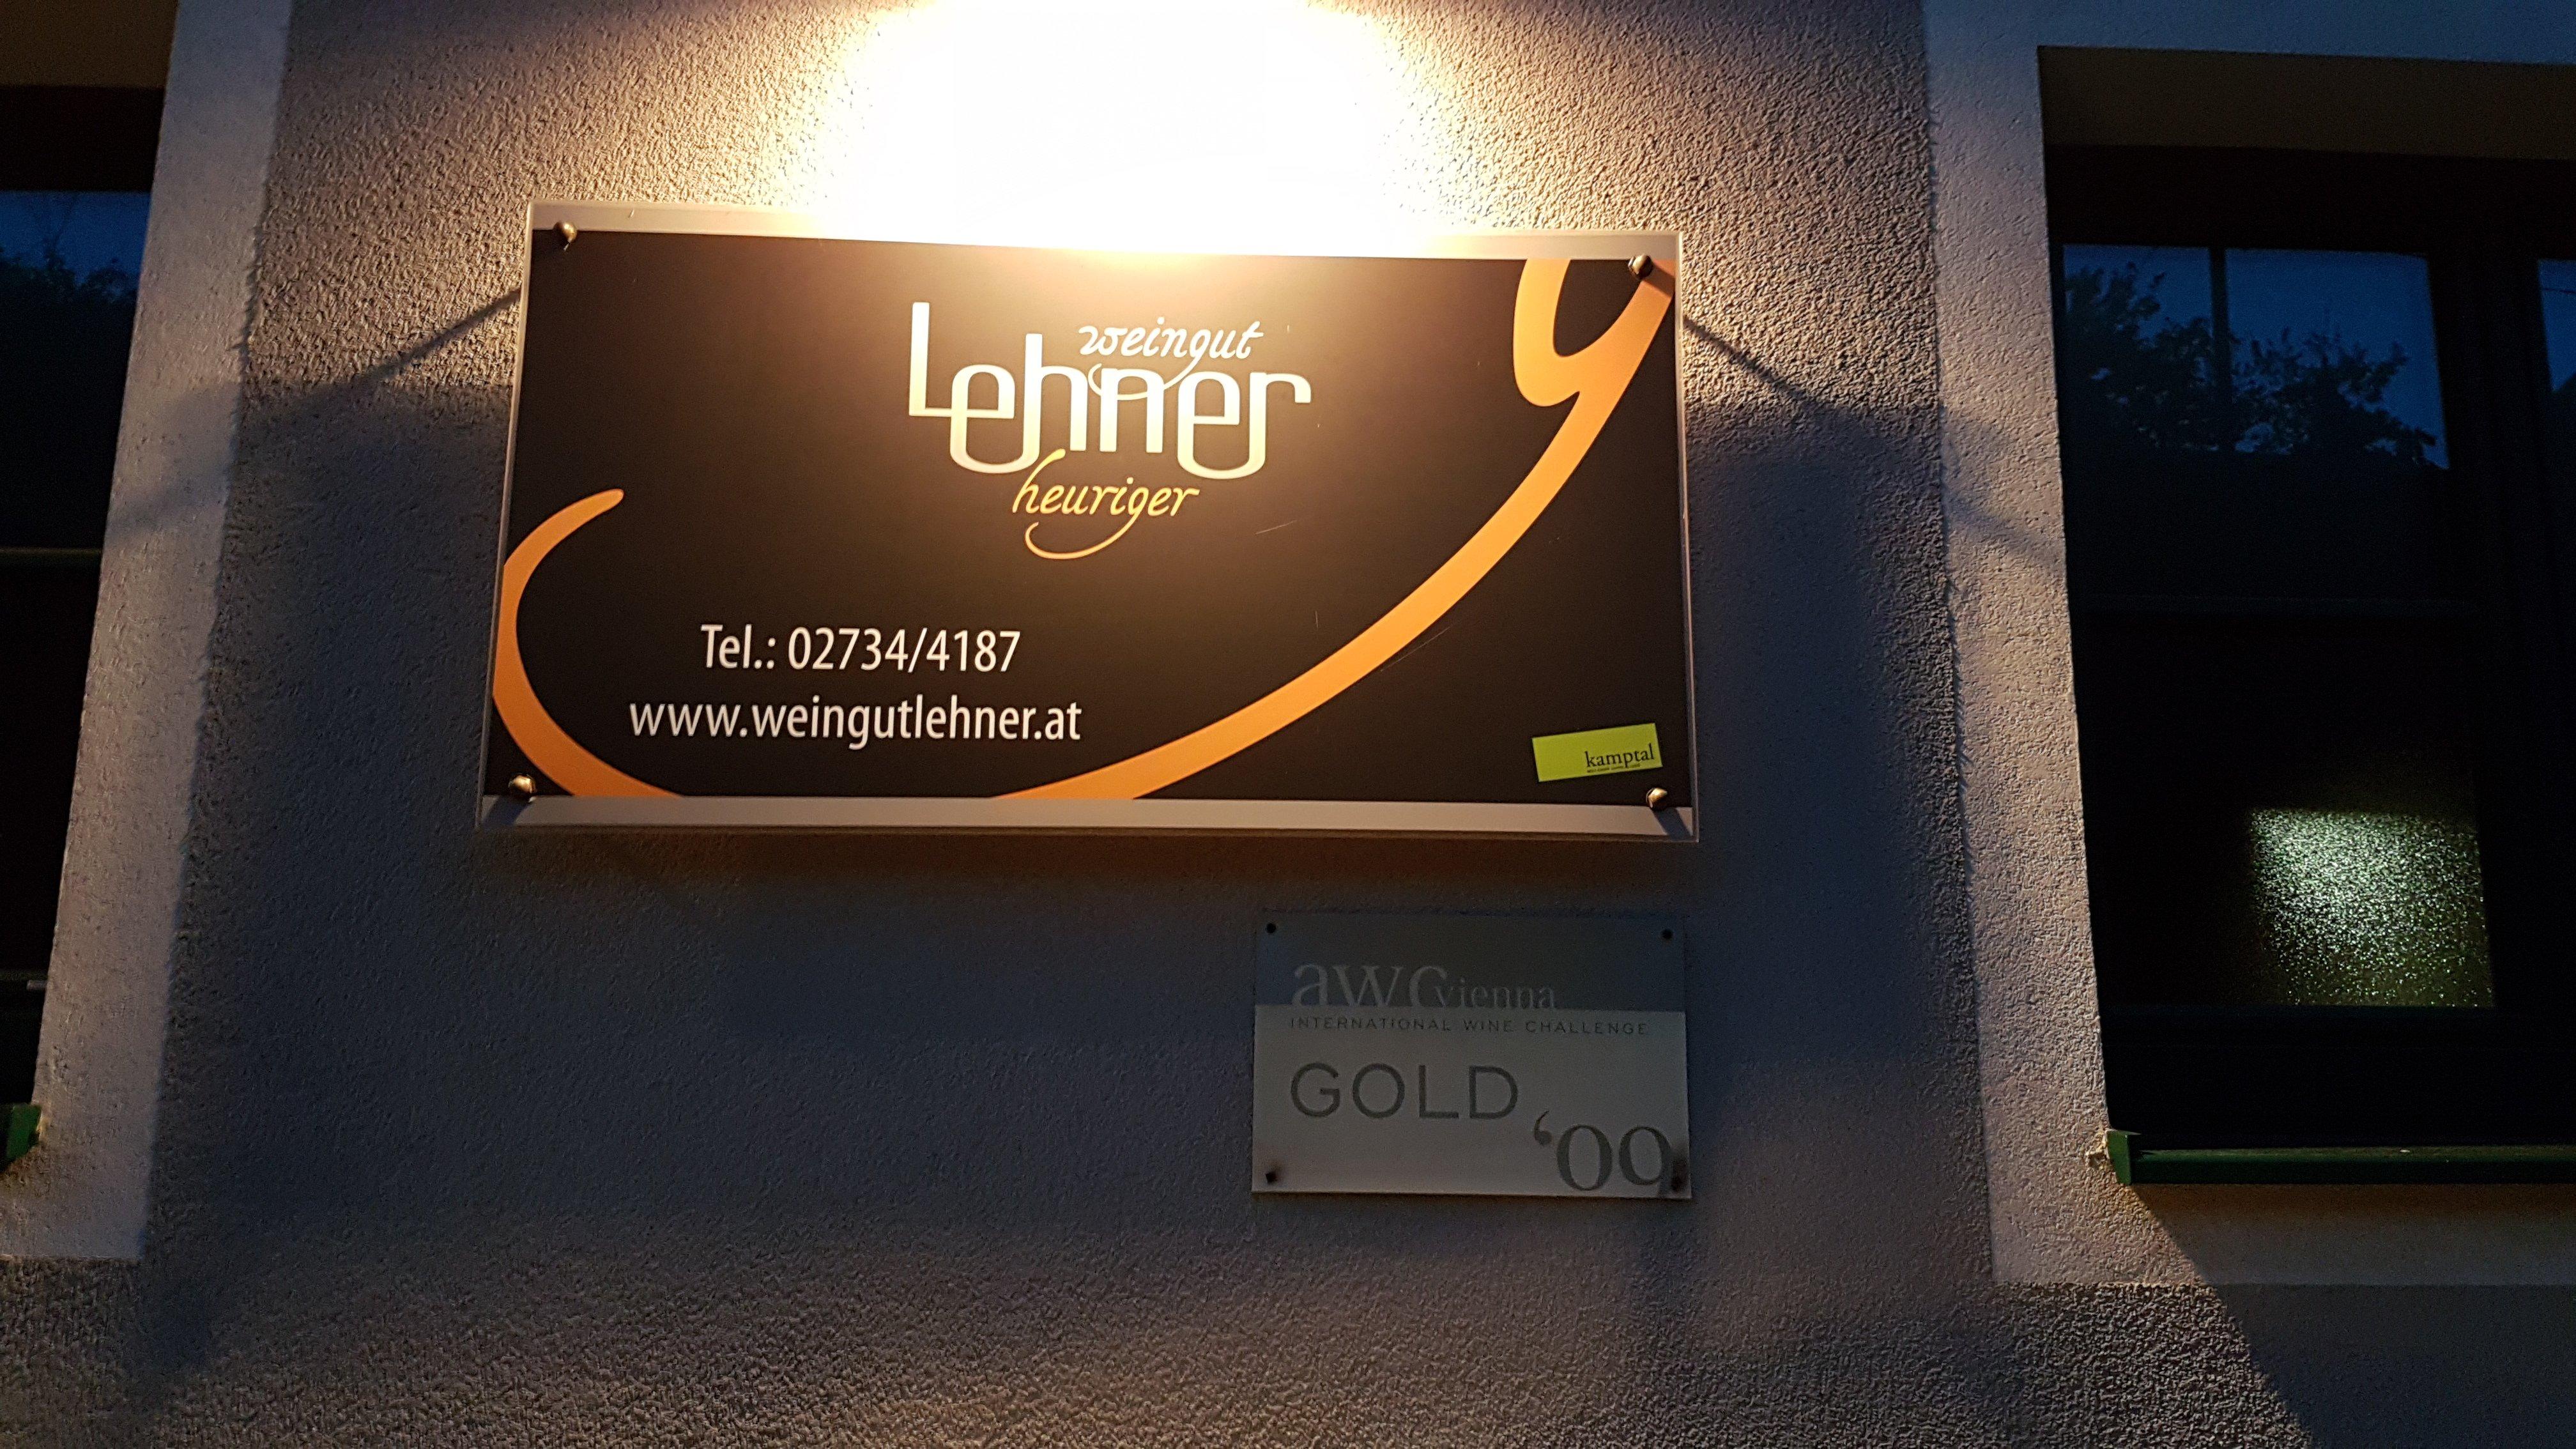 weingut
Lehner
heuriger
Tel.: 02734/4187
www.weingutlehner.at
kamptal
awc vienna
INTERNATIONAL WINE CHALLENGE
GOLD
‘09